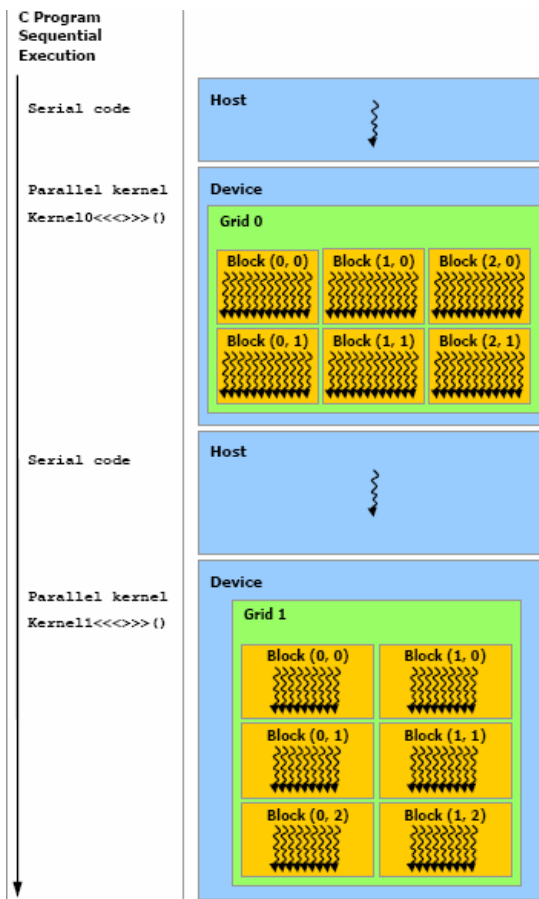 C Program
Sequential
Execution
Serial code
Host
Parallel kernel
Kernel0<<<>>>()
Device
Grid 0
Block (0, 0) Block (1, 0) Block (2, 0)
Block (0, 1) Block (1, 1) Block (2, 1)
Serial code
Host
Parallel kernel
Kernel1<<<>>>()
Device
Grid 1
Block (0, 0) Block (1, 0)
Block (0, 1) Block (1, 1)
Block (0, 2) Block (1, 2)